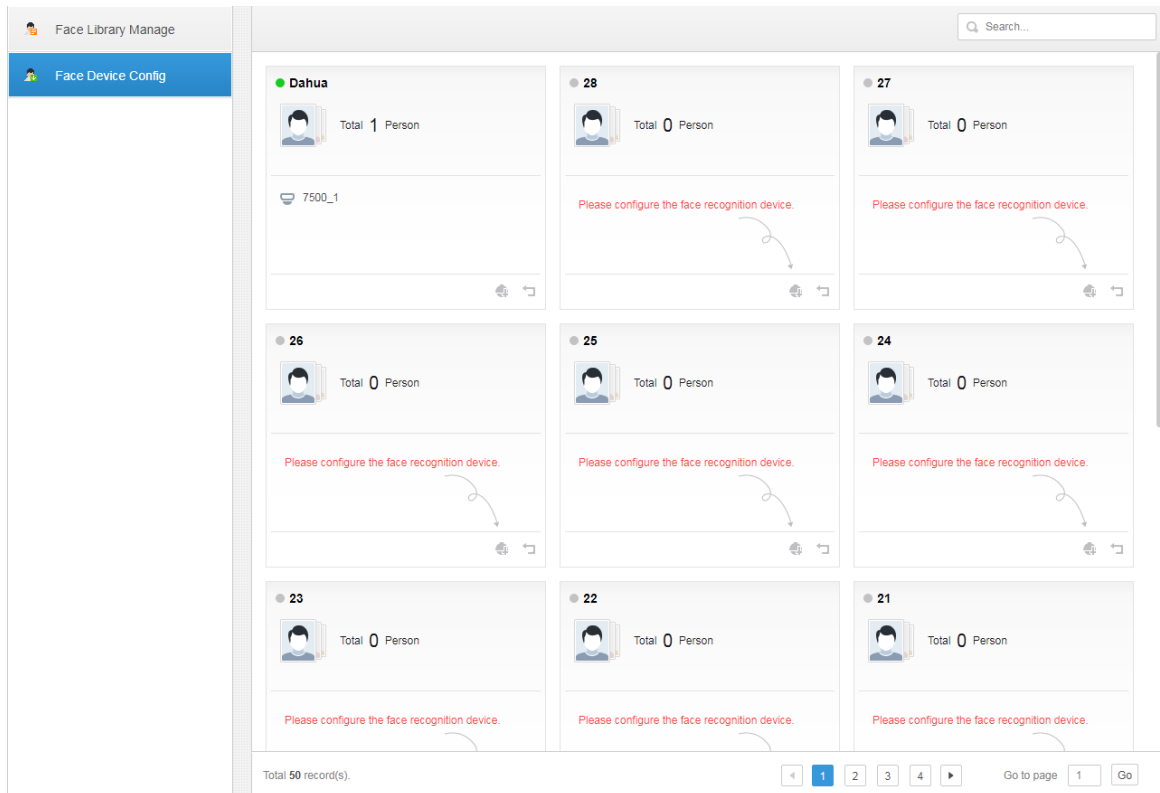 Face Library Manage
Face Device Config
Search...
Dahua
Total 1 Person
7500_1
28
Total 0 Person
Please configure the face recognition device.
27
Total 0 Person
Please configure the face recognition device.
26
Total 0 Person
Please configure the face recognition device.
25
Total 0 Person
Please configure the face recognition device.
24
Total 0 Person
Please configure the face recognition device.
23
Total 0 Person
Please configure the face recognition device.
22
Total 0 Person
Please configure the face recognition device.
21
Total 0 Person
Please configure the face recognition device.
Total 50 record(s).
1 2 3 4
Go to page 1 Go